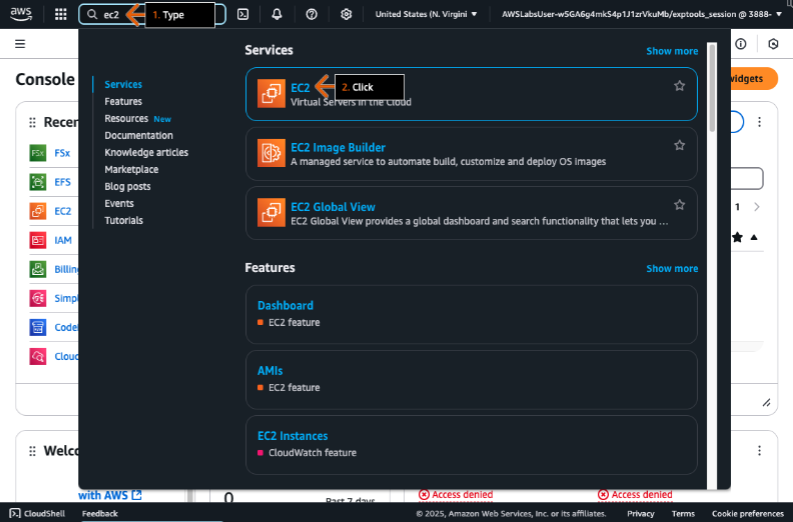 aws
ec2
1. Type
United States (N. Virgini
AWSLabsUser-w5GA6g4mkS4p1J1zrVkuMb/exptools_session @ 3888-
Console
widgets
Recen
FSx
FSx
EFS
EC2
IAM
Billing
Simpl
Codel
Cloud
1
Services
Features
Resources New
Documentation
Knowledge articles
Marketplace
Blog posts
Events
Tutorials
Services
Show more
EC2
2. Click
Virtual Servers in the Cloud
EC2 Image Builder
A managed service to automate build, customize and deploy OS images
EC2 Global View
EC2 Global View provides a global dashboard and search functionality that lets you ...
Features
Show more
Dashboard
EC2 feature
AMIs
EC2 feature
EC2 Instances
CloudWatch feature
Welco
with AWS
0
Past 7 days
Access denied
Access denied
CloudShell
Feedback
© 2025, Amazon Web Services, Inc. or its affiliates.
Privacy
Terms
Cookie preferences